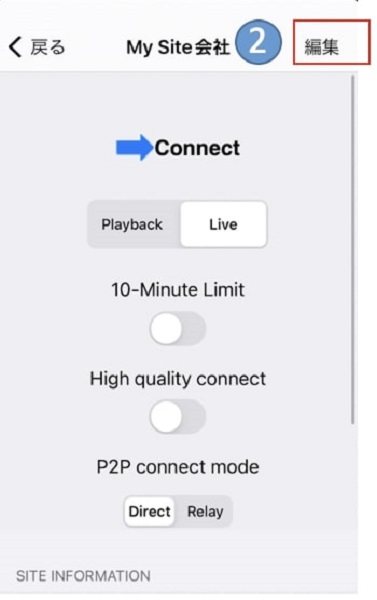 戻る My Site会社 2 編集
Connect
Playback Live
10-Minute Limit
High quality connect
P2P connect mode
Direct Relay
SITE INFORMATION